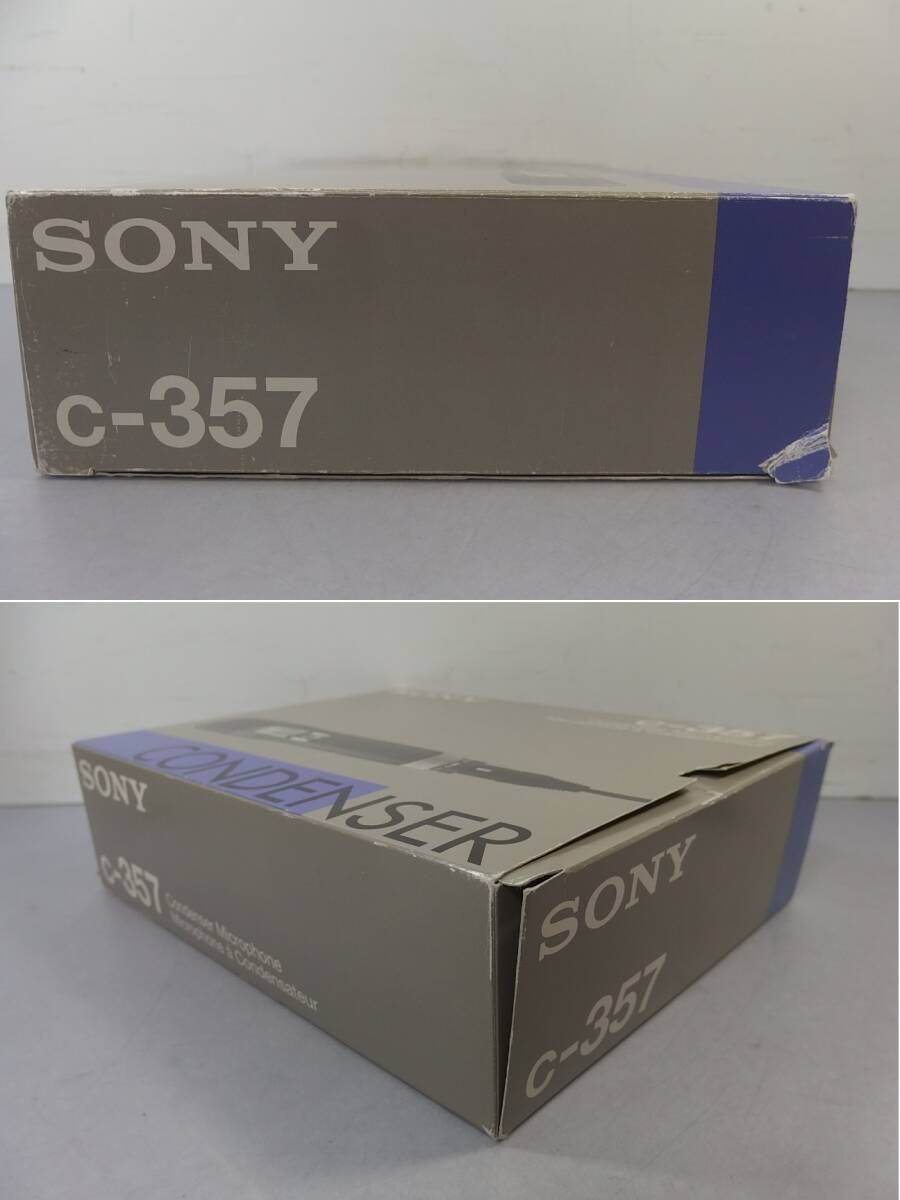 SONY
C-357
CONDENSER
SONY
C-357
Condenser Microphone
Microphone à Condensateur
SONY
C-357